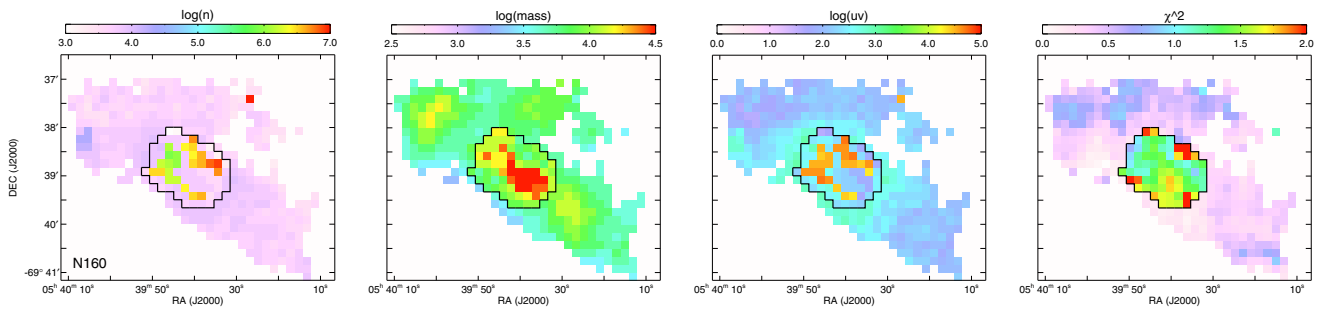 log(n)
3.0 4.0 5.0 6.0 7.0
log(mass)
2.5 3.0 3.5 4.0 4.5
log(uv)
0.0 1.0 2.0 3.0 4.0 5.0
χ^2
0.0 0.5 1.0 1.5 2.0
37′
38′
39′
40′
-69° 41′
DEC (J2000)
N160
05ʰ 40ᵐ 10ˢ 39ᵐ 50ˢ 30ˢ 10ˢ
RA (J2000)
05ʰ 40ᵐ 10ˢ 39ᵐ 50ˢ 30ˢ 10ˢ
RA (J2000)
05ʰ 40ᵐ 10ˢ 39ᵐ 50ˢ 30ˢ 10ˢ
RA (J2000)
05ʰ 40ᵐ 10ˢ 39ᵐ 50ˢ 30ˢ 10ˢ
RA (J2000)